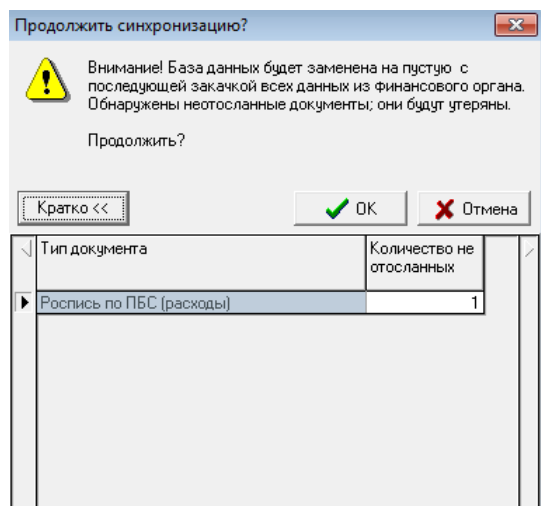 Продолжить синхронизацию?
Внимание! База данных будет заменена на пустую с
последующей закачкой всех данных из финансового органа.
Обнаружены неотосланные документы; они будут утеряны.
Продолжить?
Кратко << OK Отмена
Тип документа Количество не
отосланных
Роспись по ПБС (расходы) 1